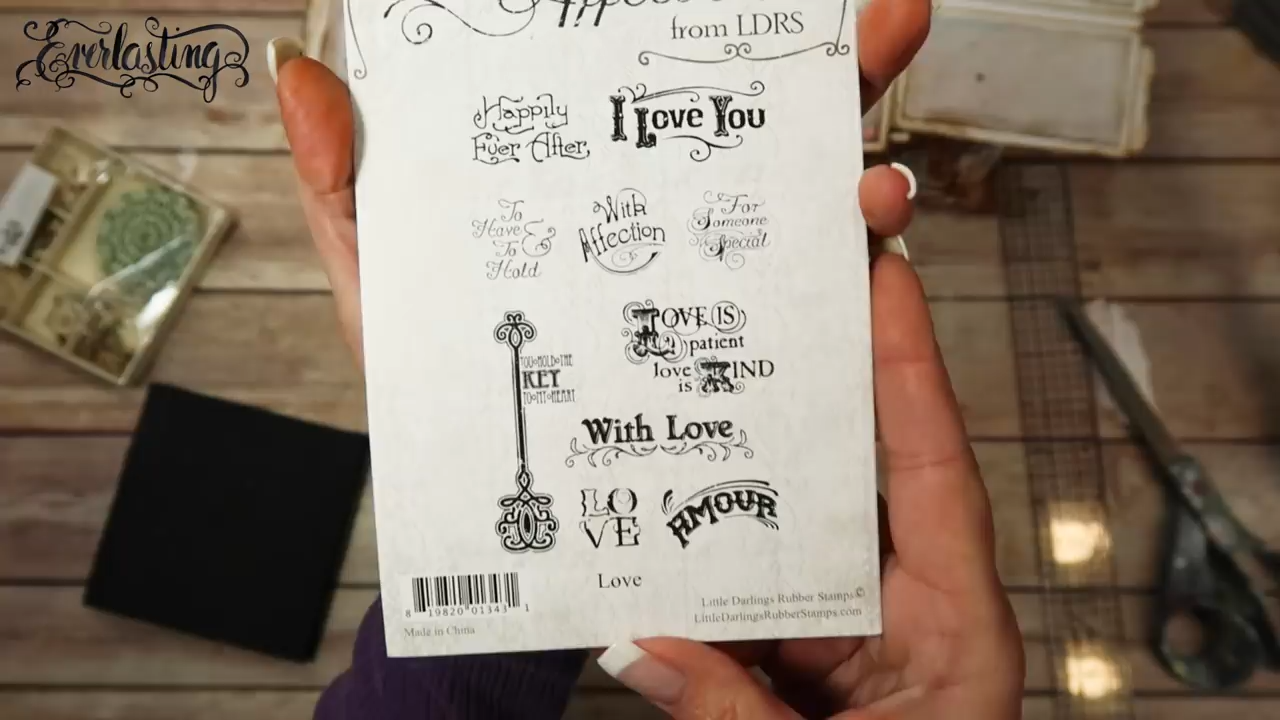 Everlasting
from LDRS
Happily
Ever After
I Love You
To
Have &
To
Hold
With
Affection
For
Someone
Special
LOVE IS
patient
love
is KIND
YOU HOLD THE
KEY
TO MY HEART
With Love
LO
VE
AMOUR
Love
8 19820 01343 1
Made in China
Little Darlings Rubber Stamps©
LittleDarlingsRubberStamps.com